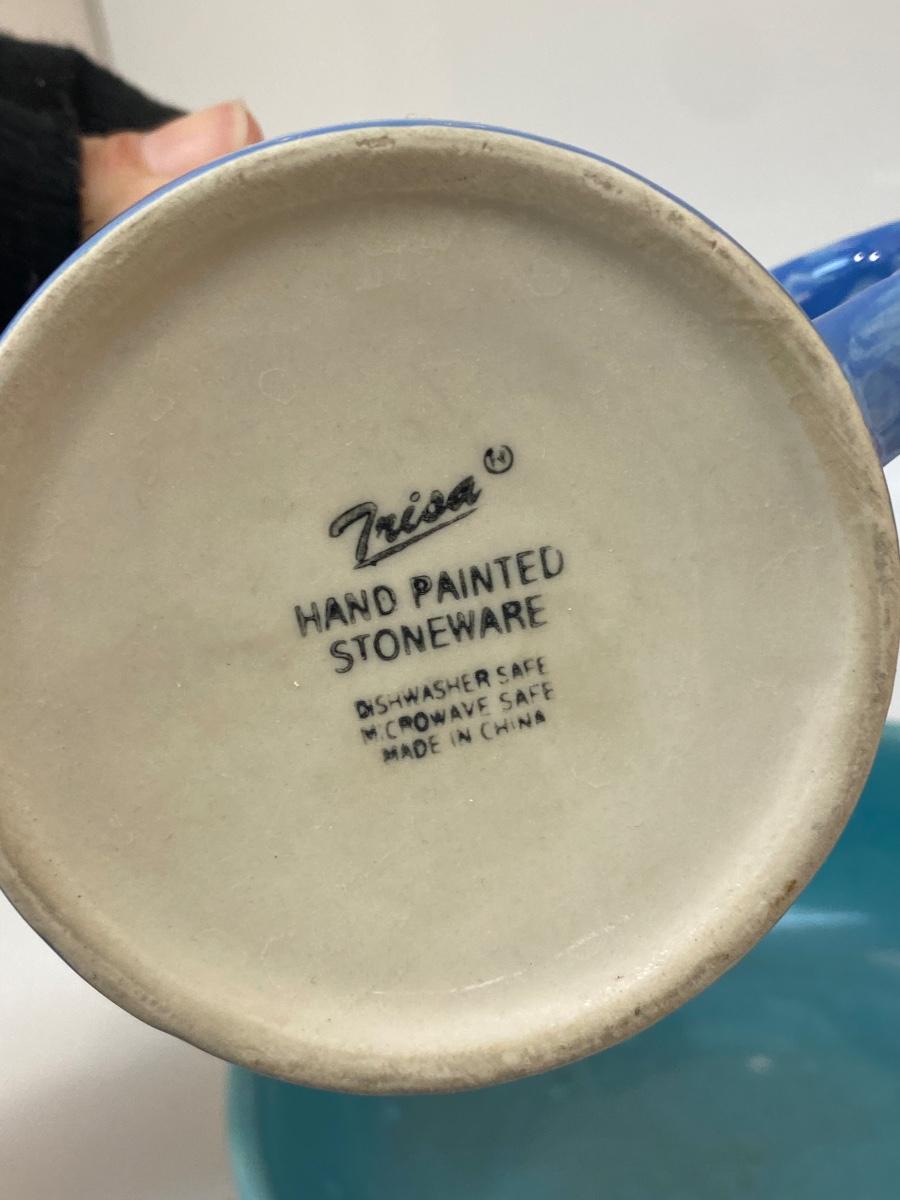 Trisa®
HAND PAINTED
STONEWARE
DISHWASHER SAFE
MICROWAVE SAFE
MADE IN CHINA